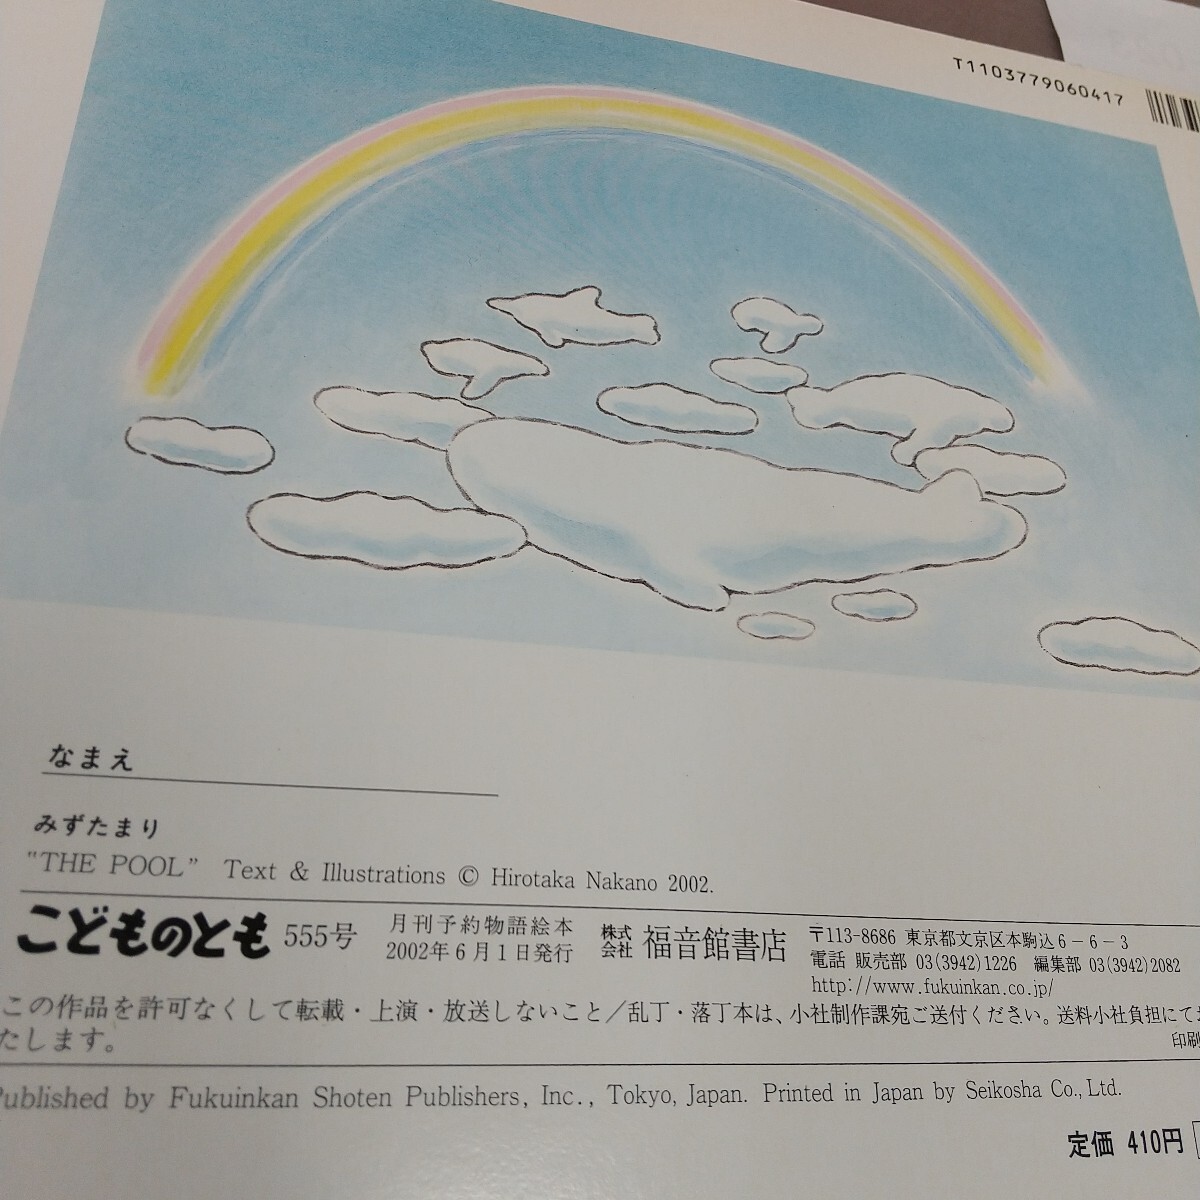 T1103779060417
なまえ
みずたまり
"THE POOL" Text & Illustrations © Hirotaka Nakano 2002.
こどものとも 555号 月刊予約物語絵本 2002年6月1日発行 株式会社 福音館書店
〒113-8686 東京都文京区本駒込6-6-3
電話 販売部 03(3942)1226 編集部 03(3942)2082
http://www.fukuinkan.co.jp/
この作品を許可なくして転載・上演・放送しないこと/乱丁・落丁本は、小社制作課宛ご送付ください。送料小社負担にて
たします。
印刷
Published by Fukuinkan Shoten Publishers, Inc., Tokyo, Japan. Printed in Japan by Seikosha Co., Ltd.
定価 410円